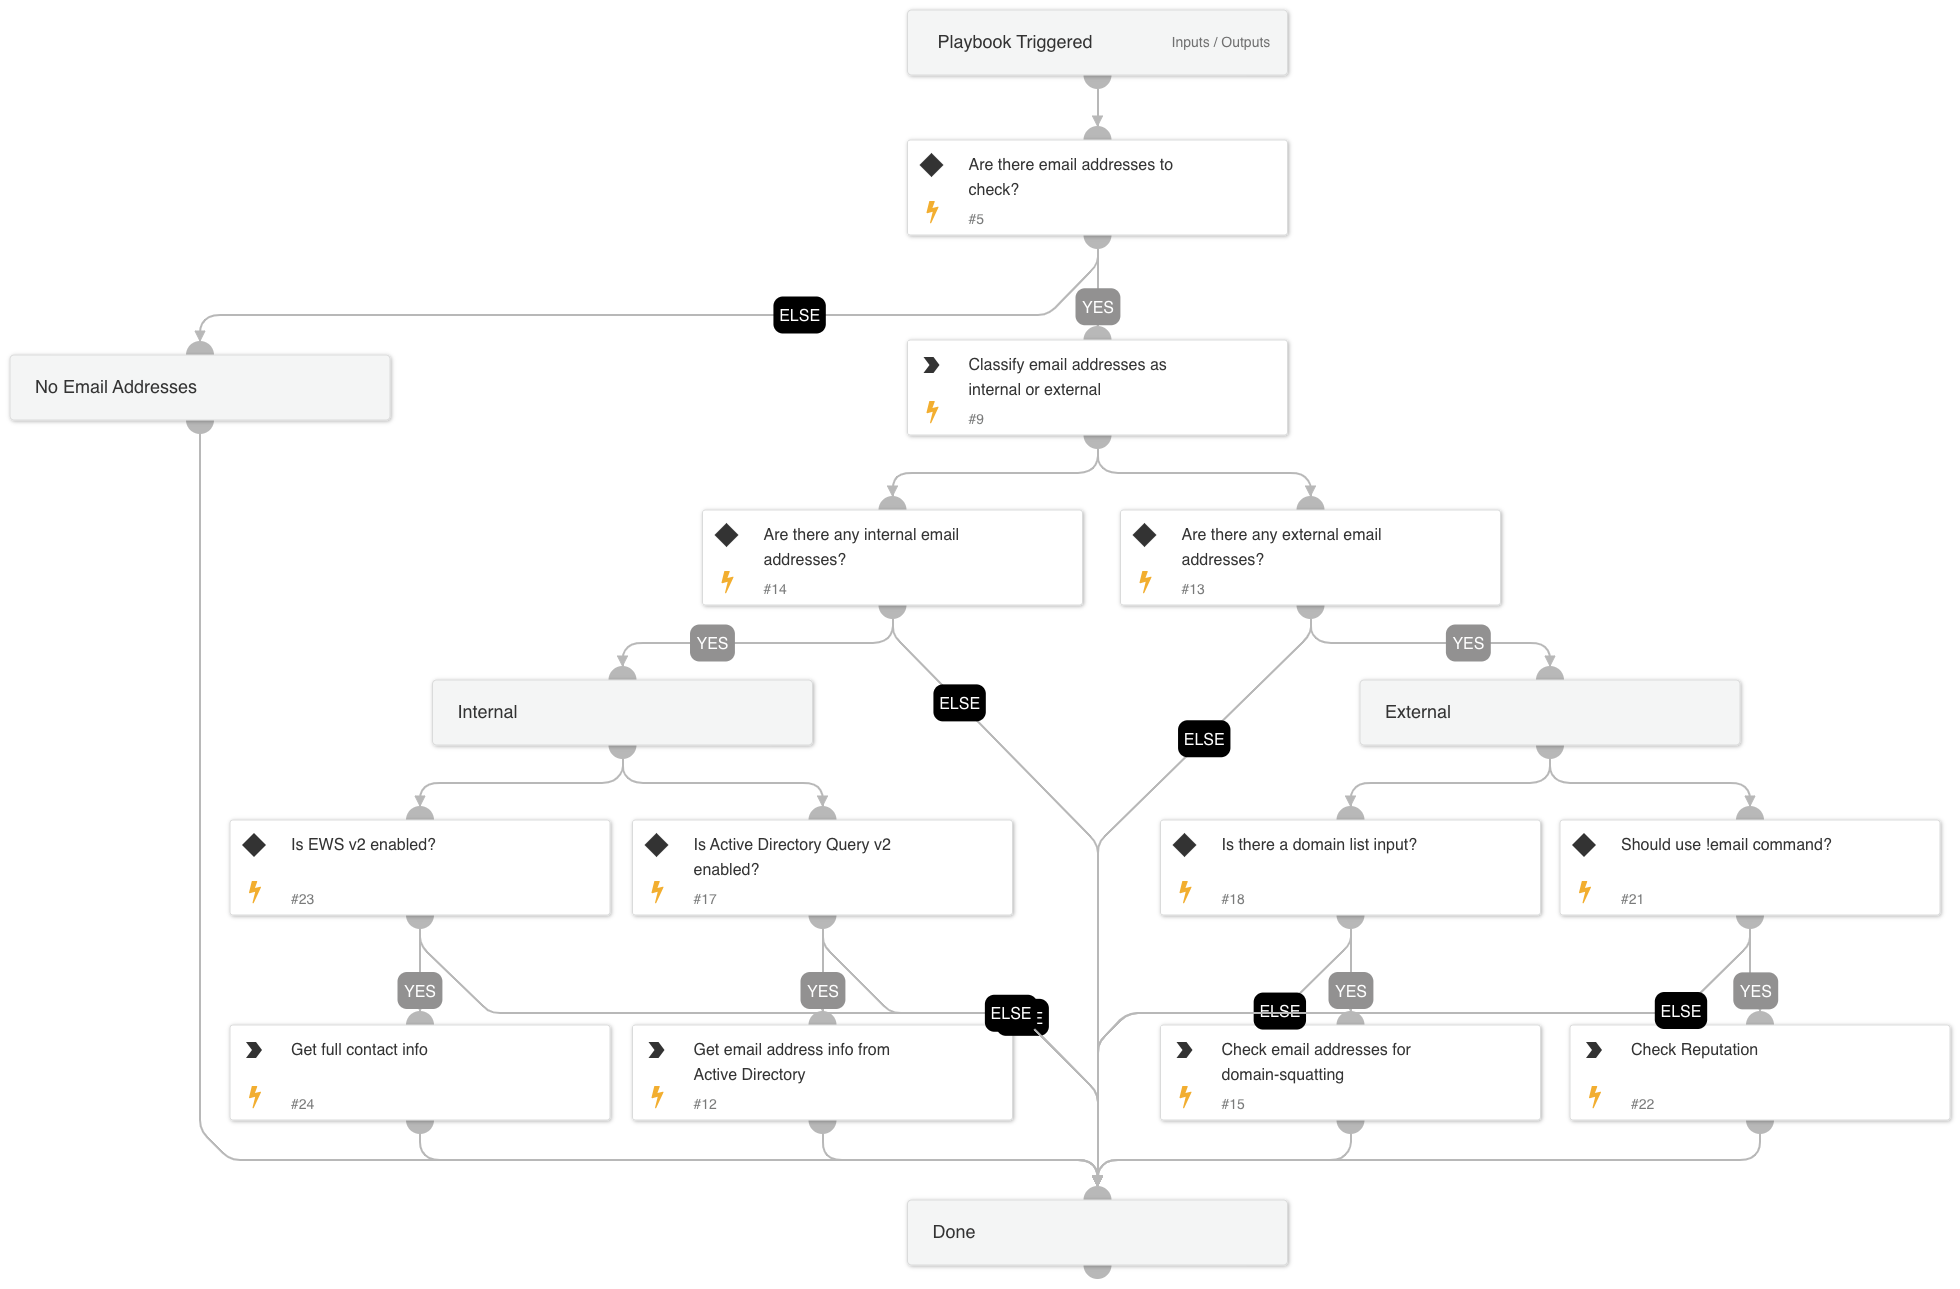 Playbook Triggered
Inputs / Outputs
Are there email addresses to
check?
#5
ELSE
YES
No Email Addresses
Classify email addresses as
internal or external
#9
Are there any internal email
addresses?
#14
Are there any external email
addresses?
#13
YES
YES
ELSE
ELSE
Internal
External
Is EWS v2 enabled?
#23
Is Active Directory Query v2
enabled?
#17
Is there a domain list input?
#18
Should use !email command?
#21
YES
YES
ELSE
ELSE
YES
ELSE
YES
Get full contact info
#24
Get email address info from
Active Directory
#12
Check email addresses for
domain-squatting
#15
Check Reputation
#22
Done